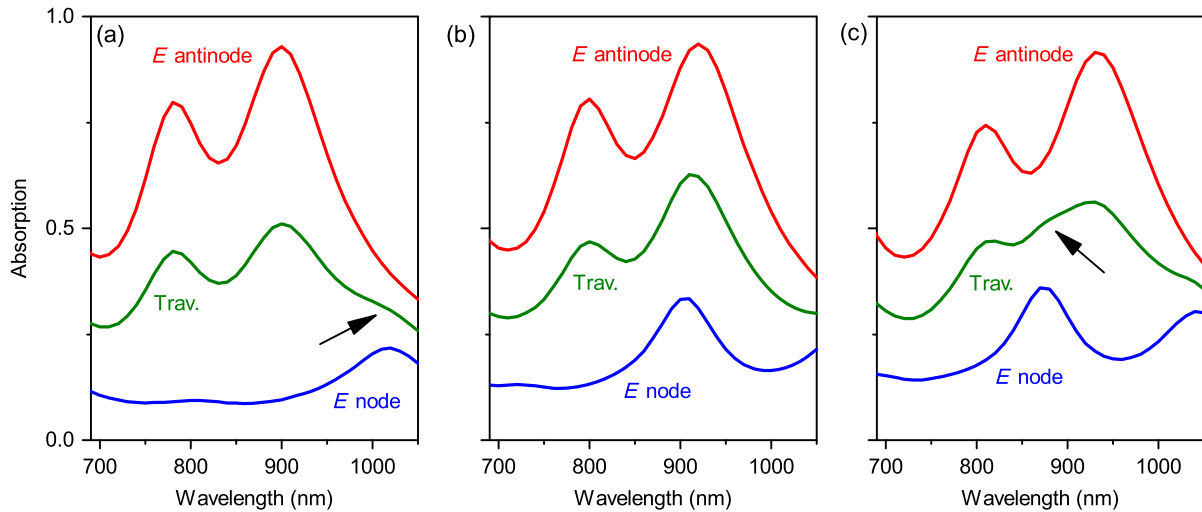 (a)
E antinode
Trav.
E node
(b)
E antinode
Trav.
E node
(c)
E antinode
Trav.
E node
Absorption
1.0
0.5
0.0
700 800 900 1000
700 800 900 1000
700 800 900 1000
Wavelength (nm)
Wavelength (nm)
Wavelength (nm)